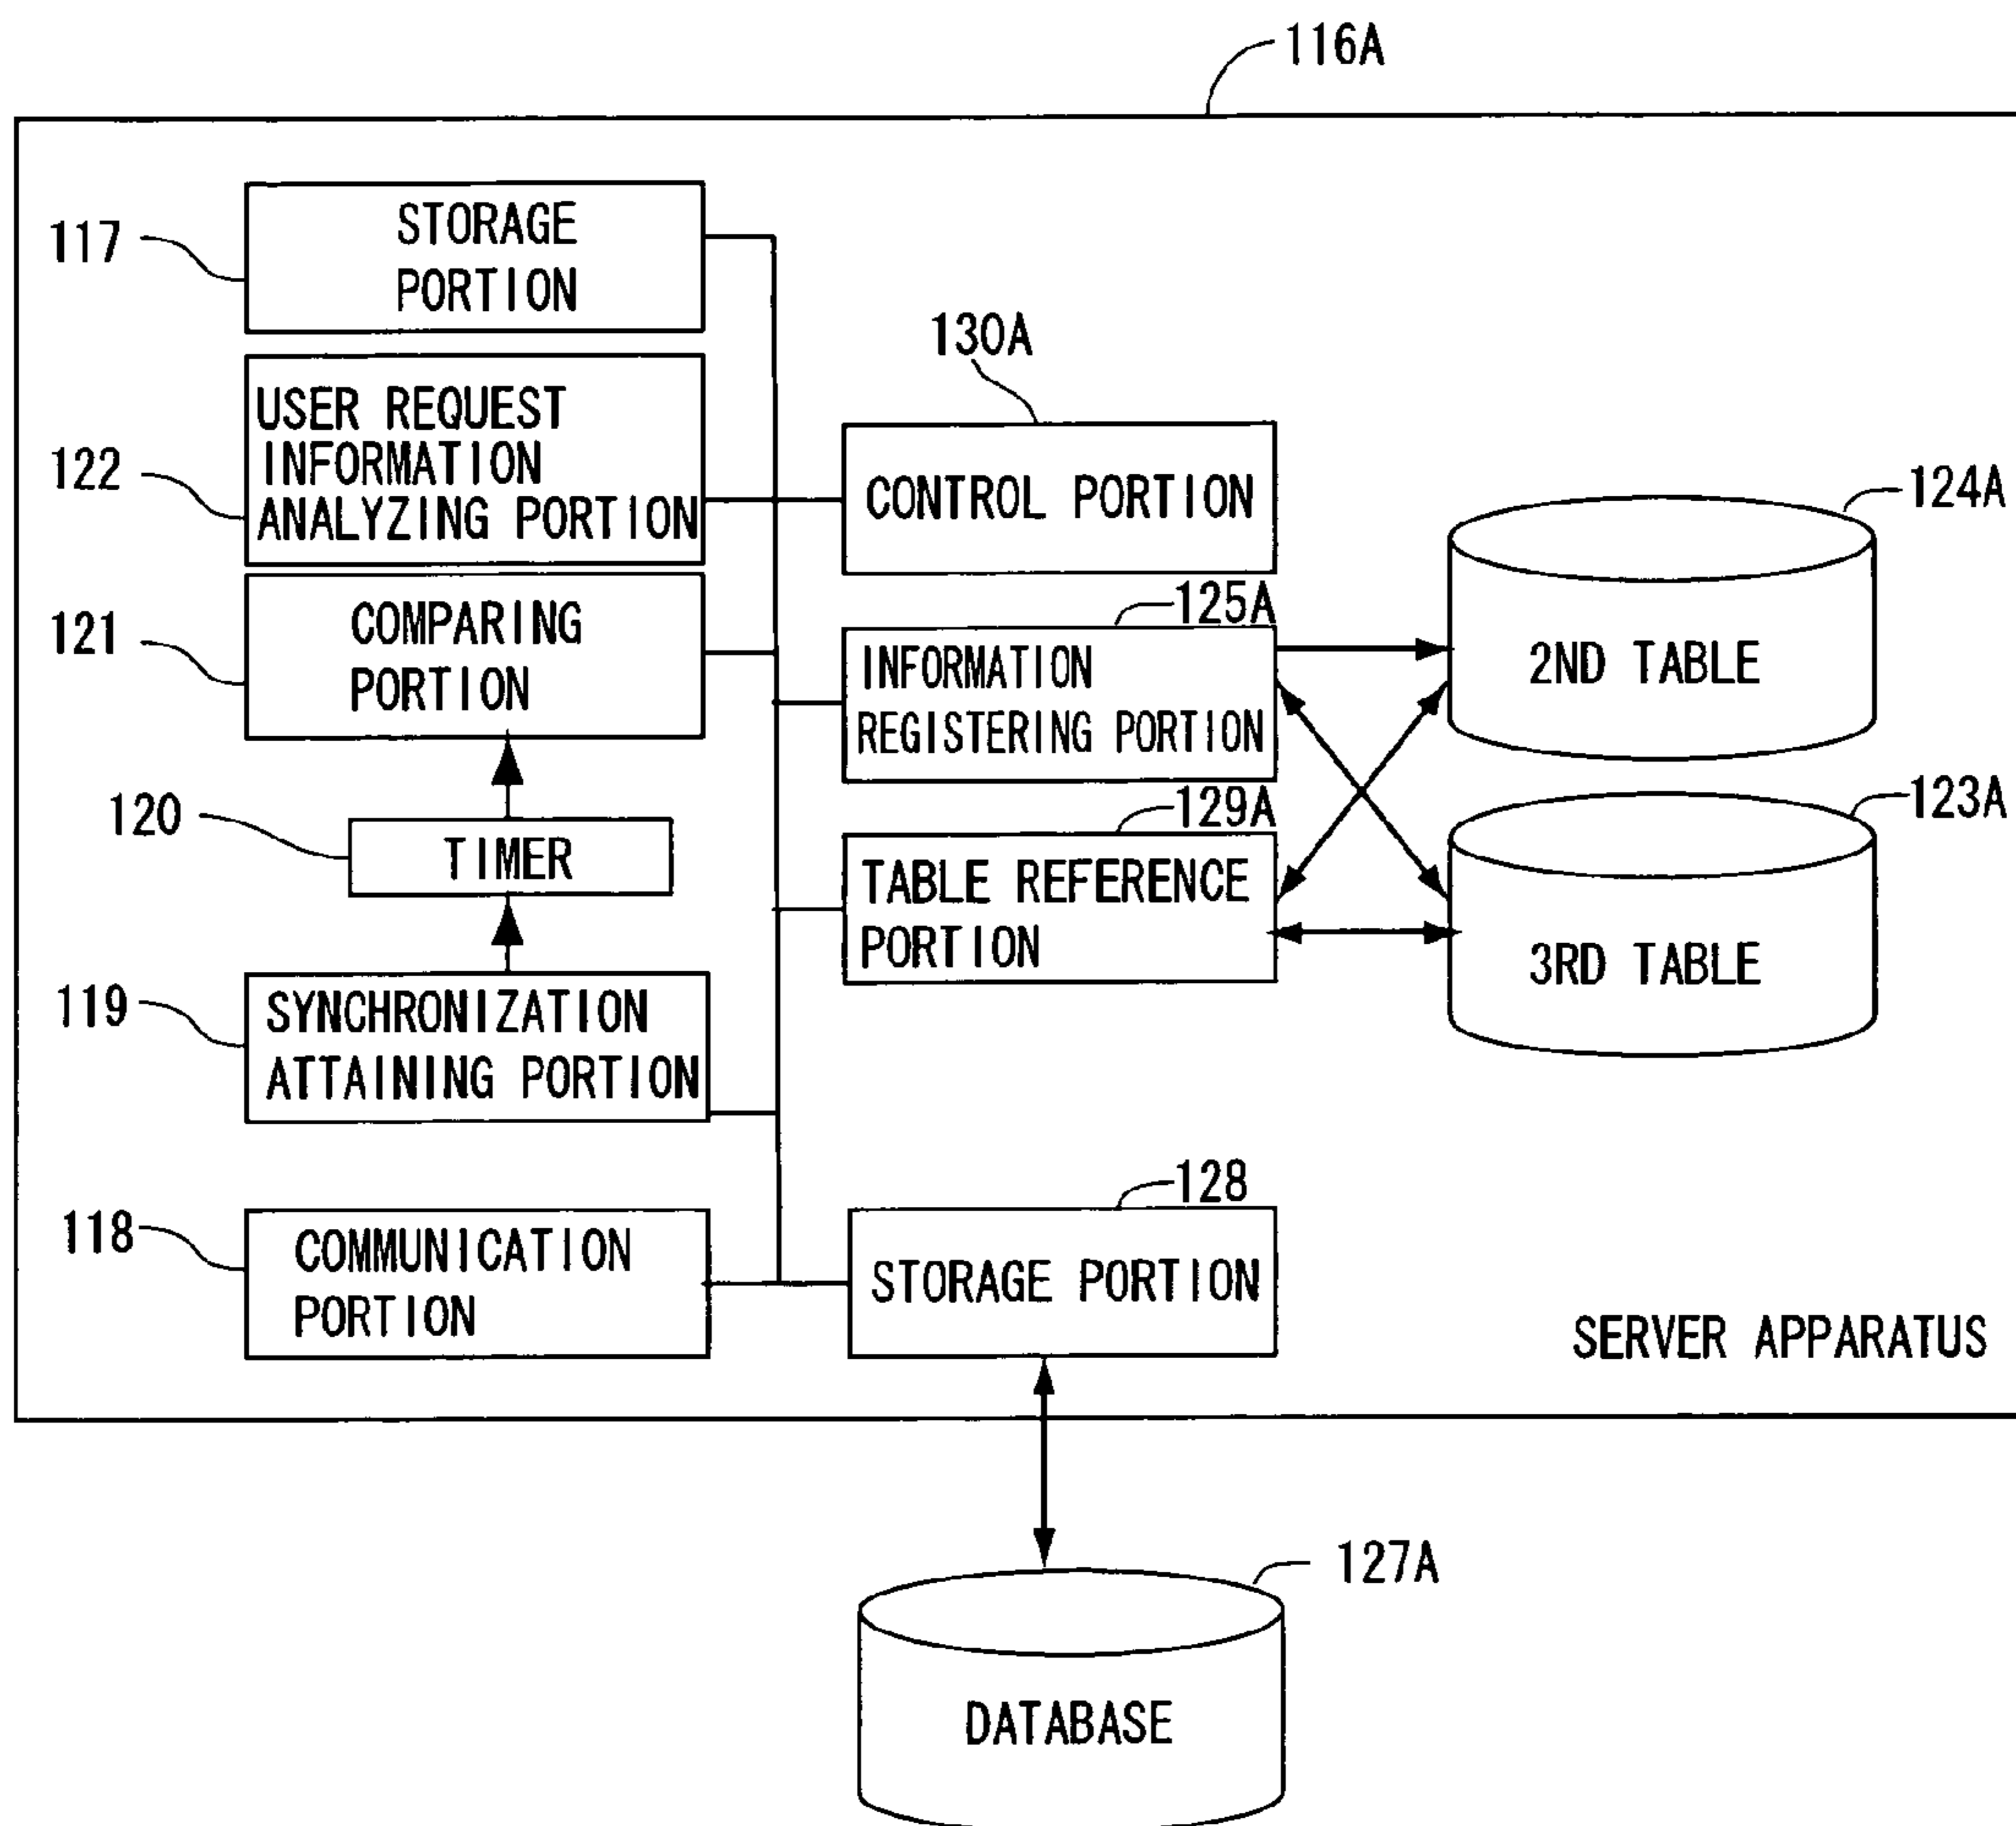 116A
117
STORAGE
PORTION
130A
122
USER REQUEST
INFORMATION
ANALYZING PORTION
CONTROL PORTION
124A
125A
121
COMPARING
PORTION
INFORMATION
REGISTERING PORTION
2ND TABLE
120
TIMER
129A
123A
TABLE REFERENCE
PORTION
3RD TABLE
119
SYNCHRONIZATION
ATTAINING PORTION
128
118
COMMUNICATION
PORTION
STORAGE PORTION
SERVER APPARATUS
127A
DATABASE